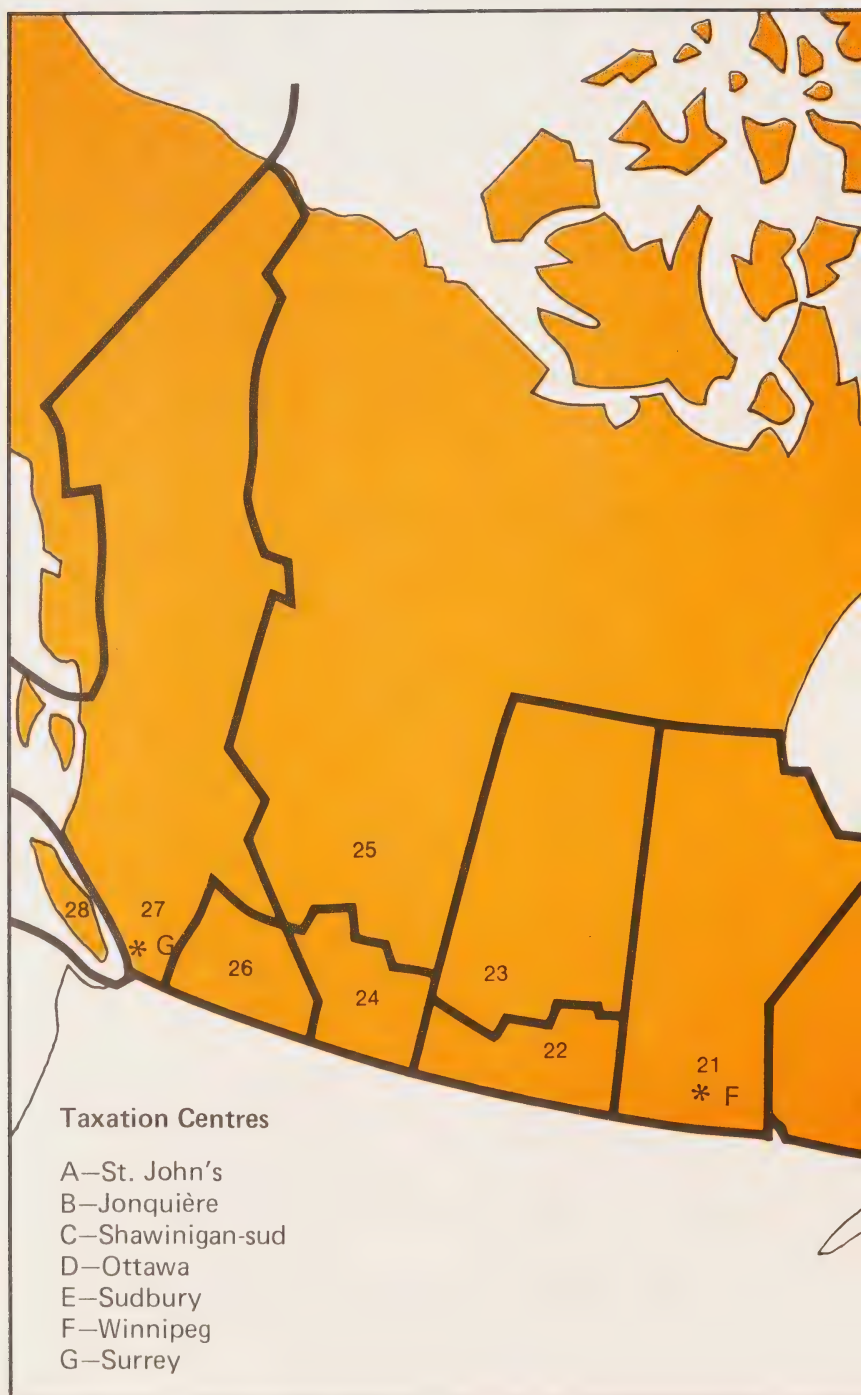 25
28
27
* G
26
23
24
22
21
* F
Taxation Centres
A—St. John's
B—Jonquière
C—Shawinigan-sud
D—Ottawa
E—Sudbury
F—Winnipeg
G—Surrey